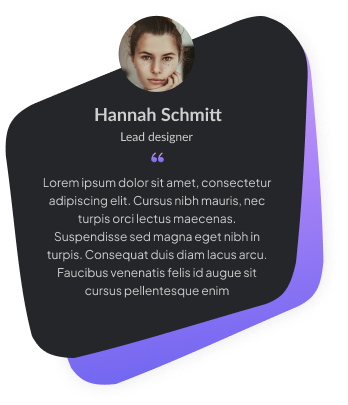 Hannah Schmitt
Lead designer
“
Lorem ipsum dolor sit amet, consectetur
adipiscing elit. Cursus nibh mauris, nec
turpis orci lectus maecenas.
Suspendisse sed magna eget nibh in
turpis. Consequat duis diam lacus arcu.
Faucibus venenatis felis id augue sit
cursus pellentesque enim